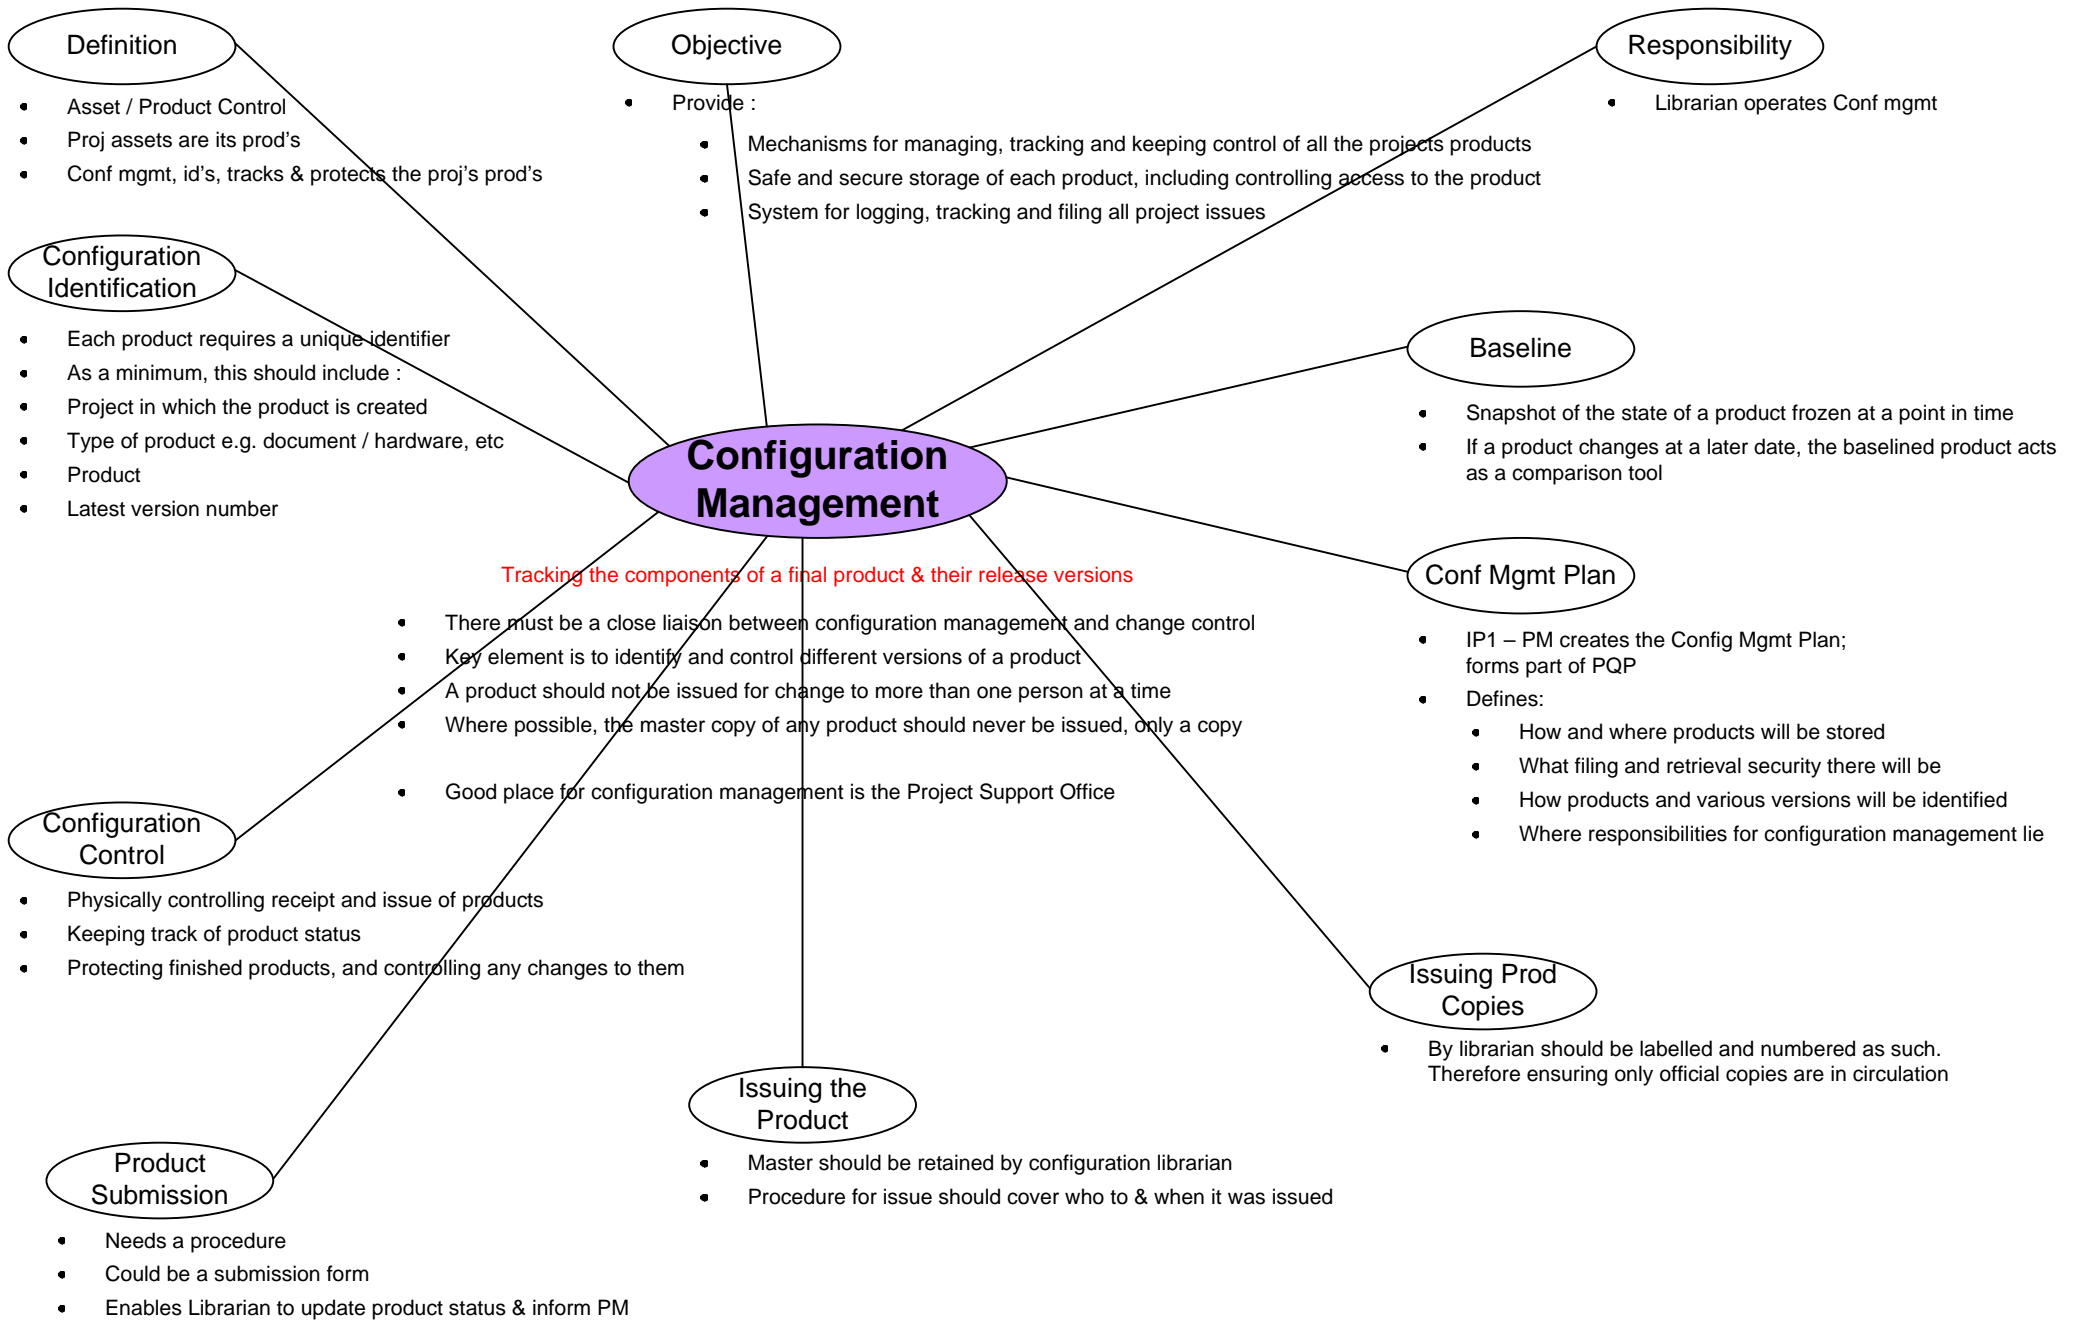 Definition
Asset / Product Control
Proj assets are its prod’s
Conf mgmt, id’s, tracks & protects the proj’s prod’s
Objective
Provide :
Mechanisms for managing, tracking and keeping control of all the projects products
Safe and secure storage of each product, including controlling access to the product
System for logging, tracking and filing all project issues
Responsibility
Librarian operates Conf mgmt
Configuration
Identification
Each product requires a unique identifier
As a minimum, this should include :
Project in which the product is created
Type of product e.g. document / hardware, etc
Product
Latest version number
Baseline
Snapshot of the state of a product frozen at a point in time
If a product changes at a later date, the baselined product acts
as a comparison tool
Configuration
Management
Tracking the components of a final product & their release versions
There must be a close liaison between configuration management and change control
Key element is to identify and control different versions of a product
A product should not be issued for change to more than one person at a time
Where possible, the master copy of any product should never be issued, only a copy
Good place for configuration management is the Project Support Office
Conf Mgmt Plan
IP1 – PM creates the Config Mgmt Plan;
forms part of PQP
Defines:
How and where products will be stored
What filing and retrieval security there will be
How products and various versions will be identified
Where responsibilities for configuration management lie
Configuration
Control
Physically controlling receipt and issue of products
Keeping track of product status
Protecting finished products, and controlling any changes to them
Issuing Prod
Copies
By librarian should be labelled and numbered as such.
Therefore ensuring only official copies are in circulation
Issuing the
Product
Master should be retained by configuration librarian
Procedure for issue should cover who to & when it was issued
Product
Submission
Needs a procedure
Could be a submission form
Enables Librarian to update product status & inform PM